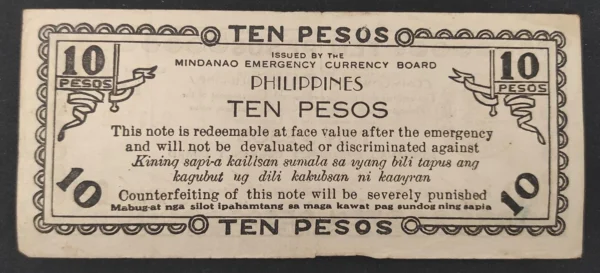 TEN PESOS
ISSUED BY THE
MINDANAO EMERGENCY CURRENCY BOARD
10 PESOS
10 PESOS
PHILIPPINES
TEN PESOS
This note is redeemable at face value after the emergency
and will not be devaluated or discriminated against
Kining sapi-a kailisan sumala sa uyang bili tapus ang
kagubut ug dili kakubsan ni kaayran
10
10
Counterfeiting of this note will be severely punished
Mabug-at nga silot ipahamtang sa maga kawat pag sundog ning sapia
TEN PESOS